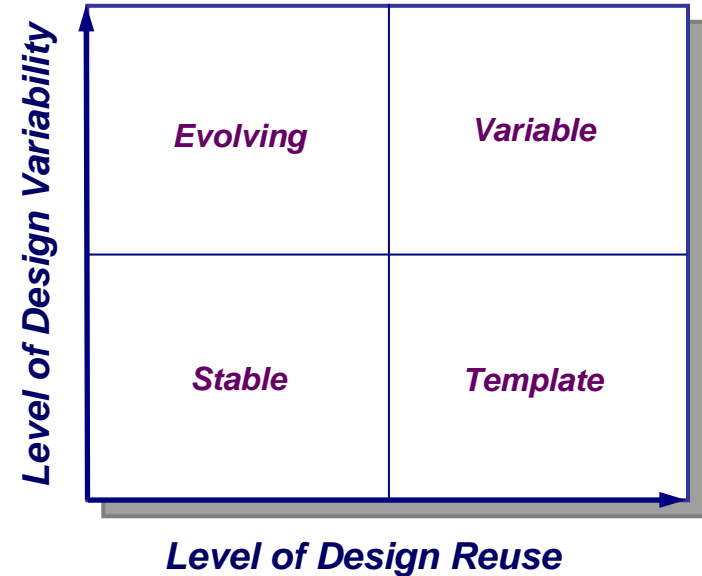 Level of Design Variability
Evolving
Variable
Stable
Template
Level of Design Reuse